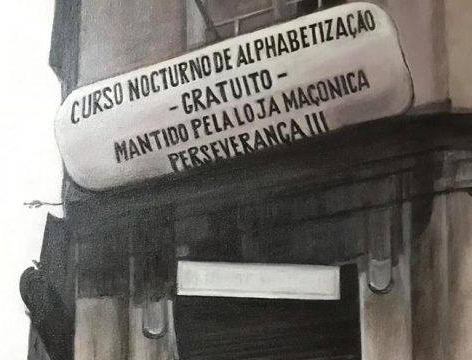 CURSO NOCTURNO DE ALPHABETIZAÇÃO
- GRATUITO -
MANTIDO PELA LOJA MAÇONICA
PERSEVERANÇA III